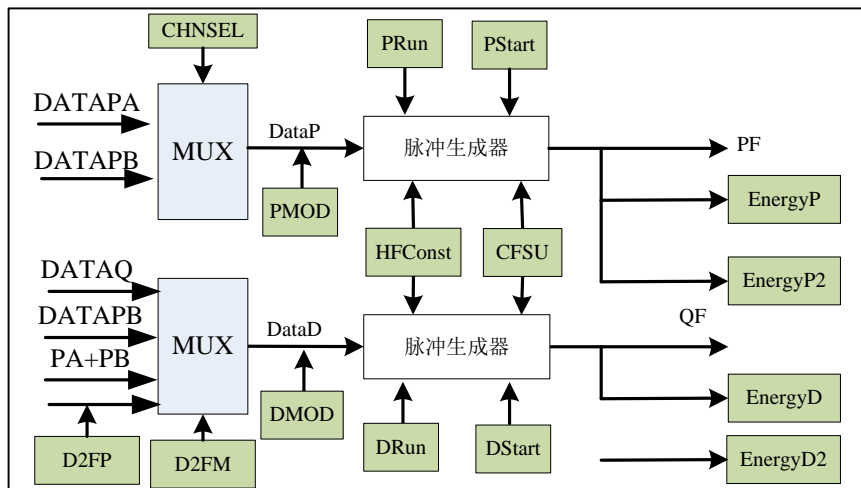 CHNSEL
PRun
PStart
DATAPA
DATAPB
MUX
DataP
脉冲生成器
PF
PMOD
EnergyP
HFConst
CFSU
EnergyP2
DATAQ
DATAPB
PA+PB
MUX
DataD
脉冲生成器
QF
DMOD
EnergyD
D2FP
D2FM
DRun
DStart
EnergyD2